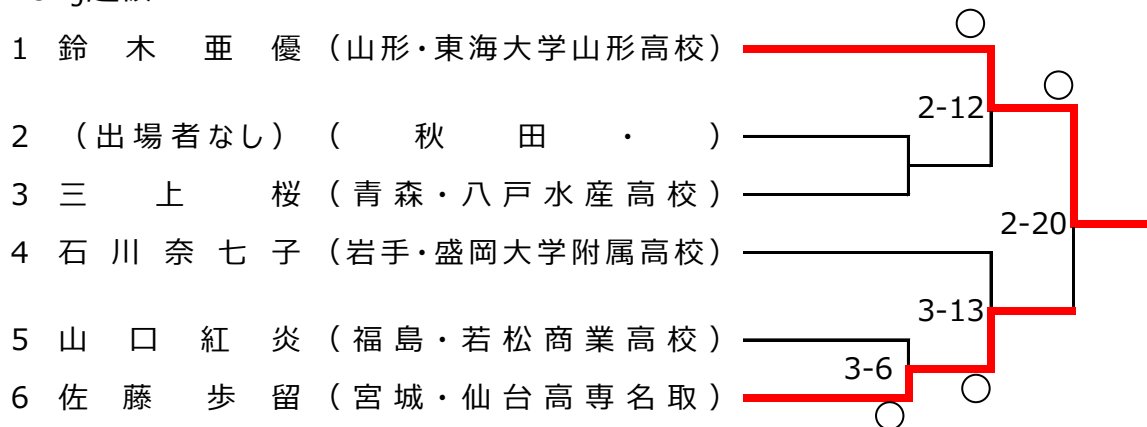 1 鈴木亜優（山形・東海大学山形高校）
2-12
2 （出場者なし）（秋田・）
3 三上桜（青森・八戸水産高校）
2-20
4 石川奈七子（岩手・盛岡大学附属高校）
3-13
5 山口紅炎（福島・若松商業高校）
3-6
6 佐藤歩留（宮城・仙台高専名取）